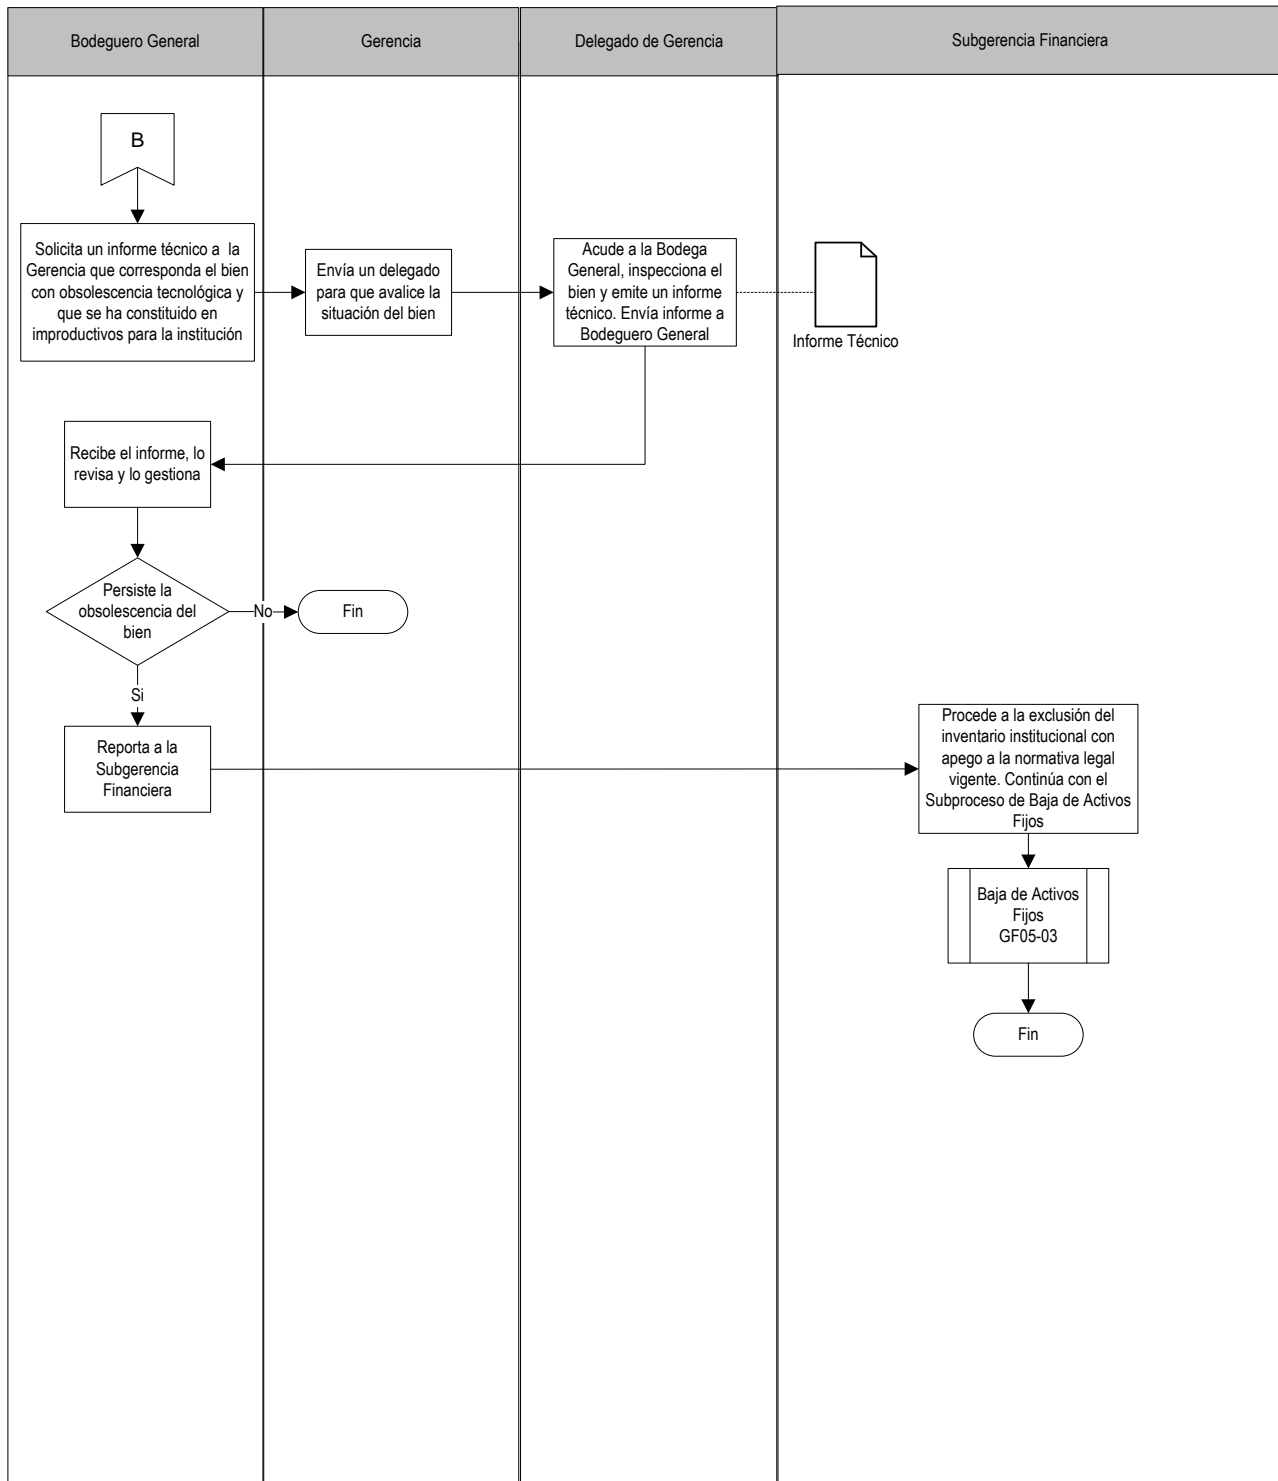 Bodeguero General
Gerencia
Delegado de Gerencia
Subgerencia Financiera
B
Solicita un informe técnico a la
Gerencia que corresponda el bien
con obsolescencia tecnológica y
que se ha constituido en
improductivos para la institución
Envía un delegado
para que avalice la
situación del bien
Acude a la Bodega
General, inspecciona el
bien y emite un informe
técnico. Envía informe a
Bodeguero General
Informe Técnico
Recibe el informe, lo
revisa y lo gestiona
Persiste la
obsolescencia del
bien
No
Fin
Si
Reporta a la
Subgerencia
Financiera
Procede a la exclusión del
inventario institucional con
apego a la normativa legal
vigente. Continúa con el
Subproceso de Baja de Activos
Fijos
Baja de Activos
Fijos
GF05-03
Fin